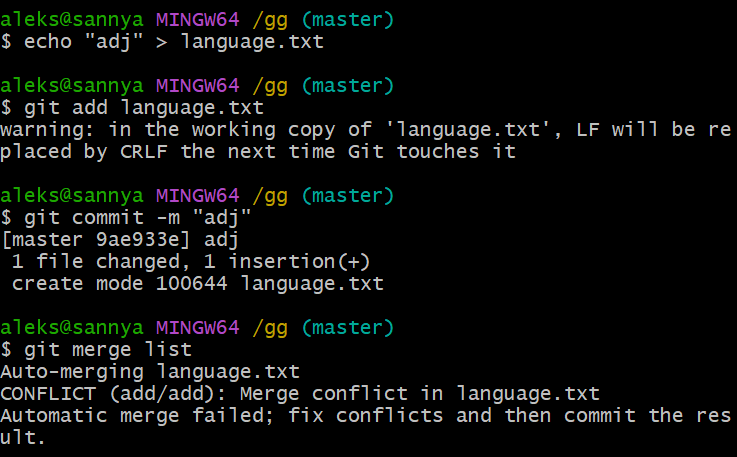 aleks@sannya MINGW64 /gg (master)
$ echo "adj" > language.txt

aleks@sannya MINGW64 /gg (master)
$ git add language.txt
warning: in the working copy of 'language.txt', LF will be re
placed by CRLF the next time Git touches it

aleks@sannya MINGW64 /gg (master)
$ git commit -m "adj"
[master 9ae933e] adj
 1 file changed, 1 insertion(+)
 create mode 100644 language.txt

aleks@sannya MINGW64 /gg (master)
$ git merge list
Auto-merging language.txt
CONFLICT (add/add): Merge conflict in language.txt
Automatic merge failed; fix conflicts and then commit the res
ult.